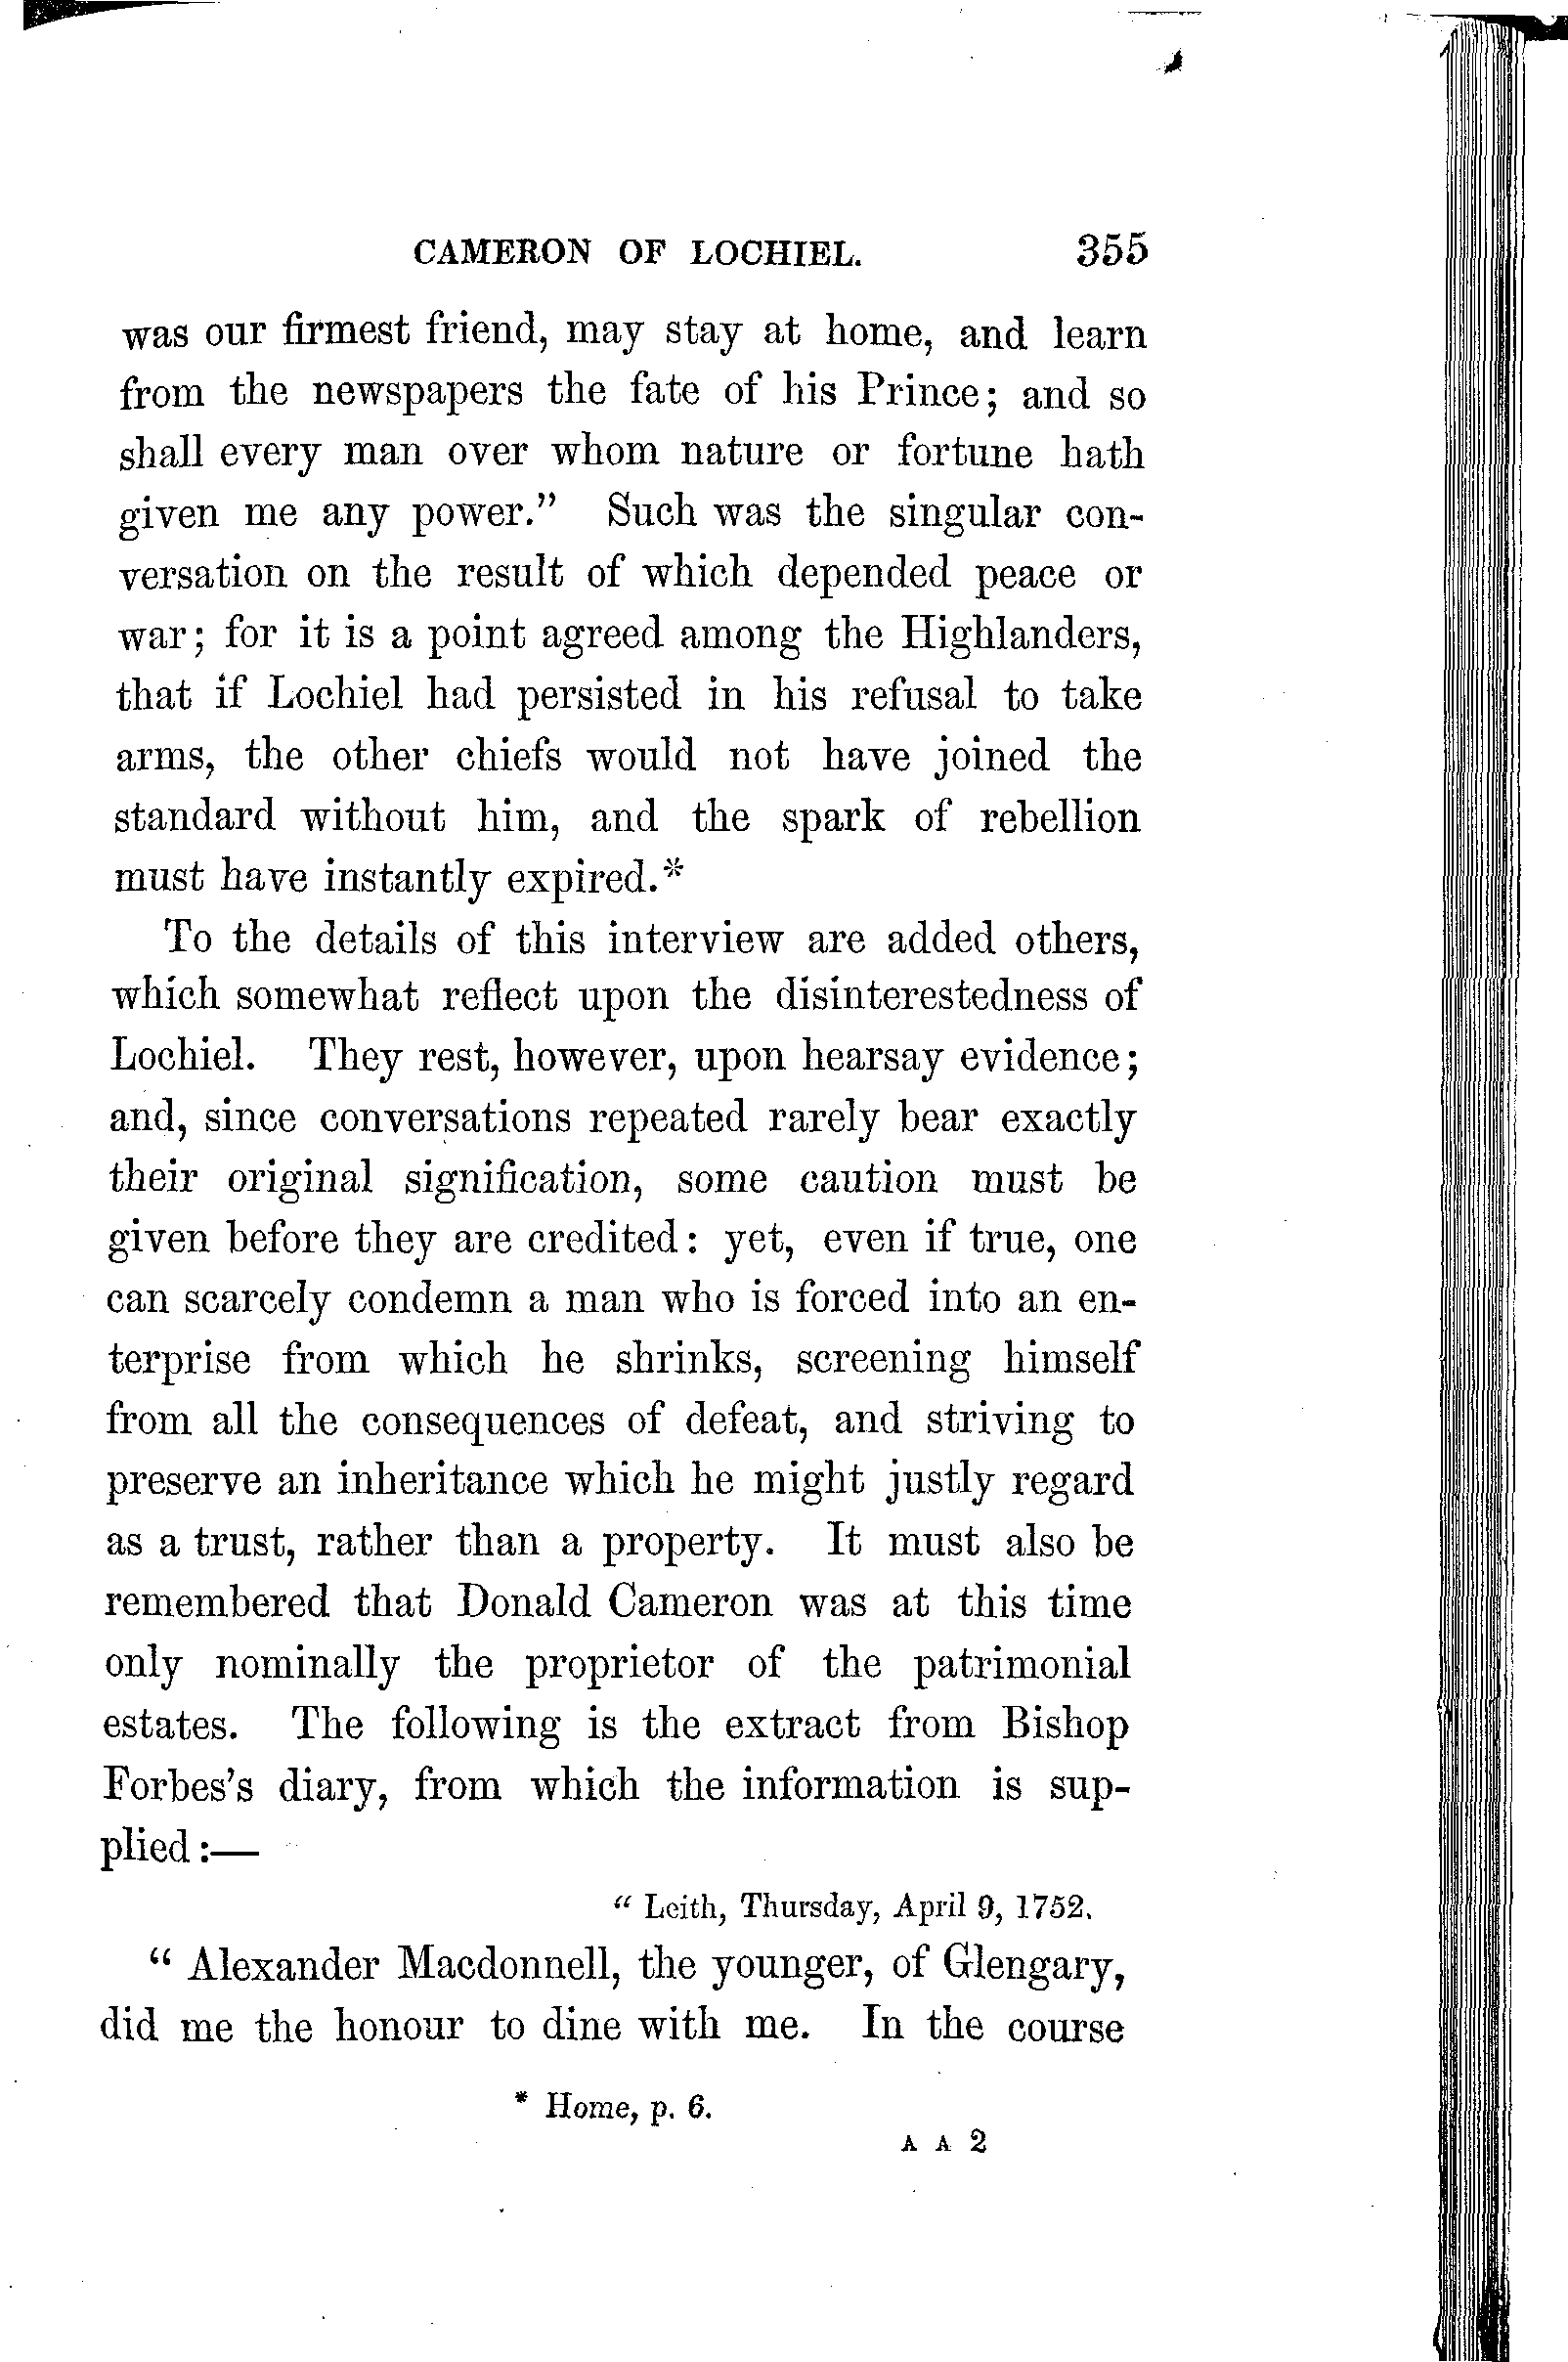 CAMERON OF LOCHIEL. 355
was our firmest friend, may stay at home, and learn
from the newspapers the fate of his Prince; and so
shall every man over whom nature or fortune hath
given me any power." Such was the singular con-
versation on the result of which depended peace or
war; for it is a point agreed among the Highlanders,
that if Lochiel had persisted in his refusal to take
arms, the other chiefs would not have joined the
standard without him, and the spark of rebellion
must have instantly expired.*
To the details of this interview are added others,
which somewhat reflect upon the disinterestedness of
Lochiel. They rest, however, upon hearsay evidence;
and, since conversations repeated rarely bear exactly
their original signification, some caution must be
given before they are credited: yet, even if true, one
can scarcely condemn a man who is forced into an en-
terprise from which he shrinks, screening himself
from all the consequences of defeat, and striving to
preserve an inheritance which he might justly regard
as a trust, rather than a property. It must also be
remembered that Donald Cameron was at this time
only nominally the proprietor of the patrimonial
estates. The following is the extract from Bishop
Forbes's diary, from which the information is sup-
plied:—
"Leith, Thursday, April 9, 1752.
"Alexander Macdonnell, the younger, of Glengary,
did me the honour to dine with me. In the course
* Home, p. 6.
A A 2